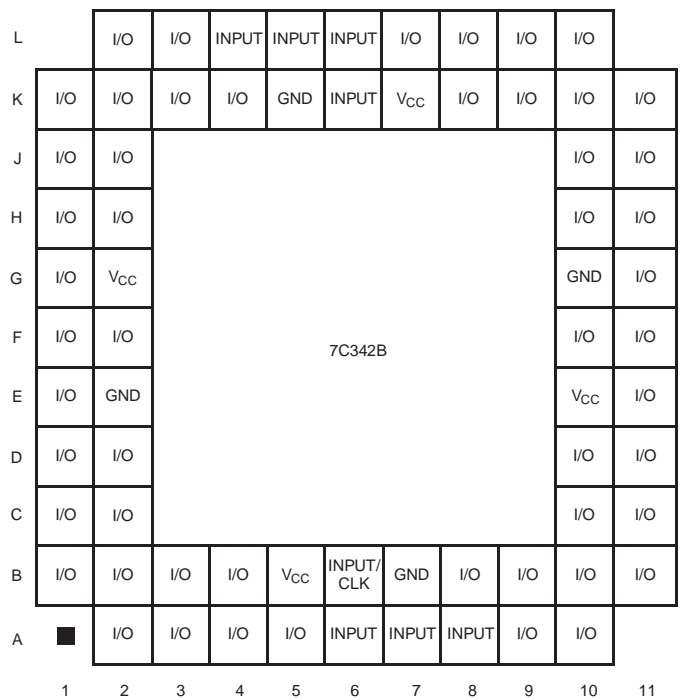 L I/O I/O INPUT INPUT INPUT I/O I/O I/O I/O
K I/O I/O I/O I/O GND INPUT VCC I/O I/O I/O I/O
J I/O I/O I/O I/O
H I/O I/O I/O I/O
G I/O VCC GND I/O
F I/O I/O I/O I/O
7C342B
E I/O GND VCC I/O
D I/O I/O I/O I/O
C I/O I/O I/O I/O
B I/O I/O I/O I/O VCC INPUT/CLK GND I/O I/O I/O I/O
A I/O I/O I/O I/O INPUT INPUT INPUT I/O I/O
1 2 3 4 5 6 7 8 9 10 11